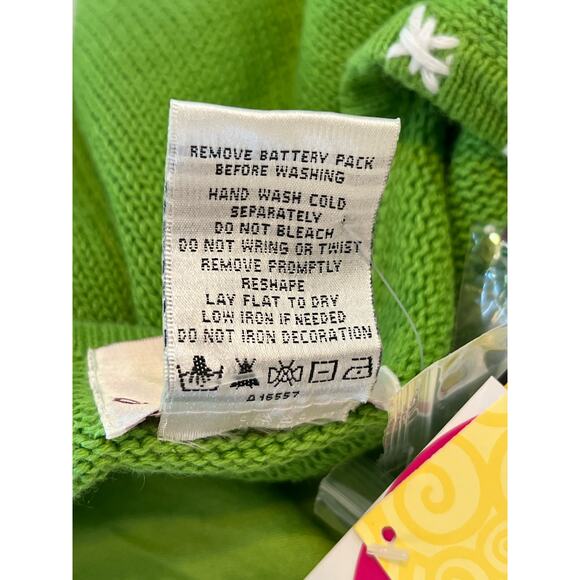 REMOVE BATTERY PACK
BEFORE WASHING
HAND WASH COLD
SEPARATELY
DO NOT BLEACH
DO NOT WRING OR TWIST
REMOVE PROMPTLY
RESHAPE
LAY FLAT TO DRY
LOW IRON IF NEEDED
DO NOT IRON DECORATION
A16557